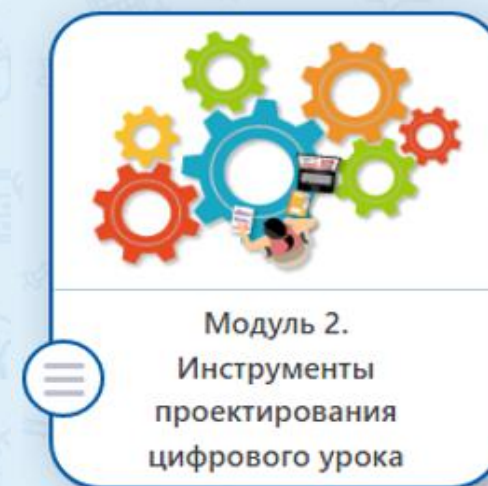 Модуль 2.
Инструменты
проектирования
цифрового урока